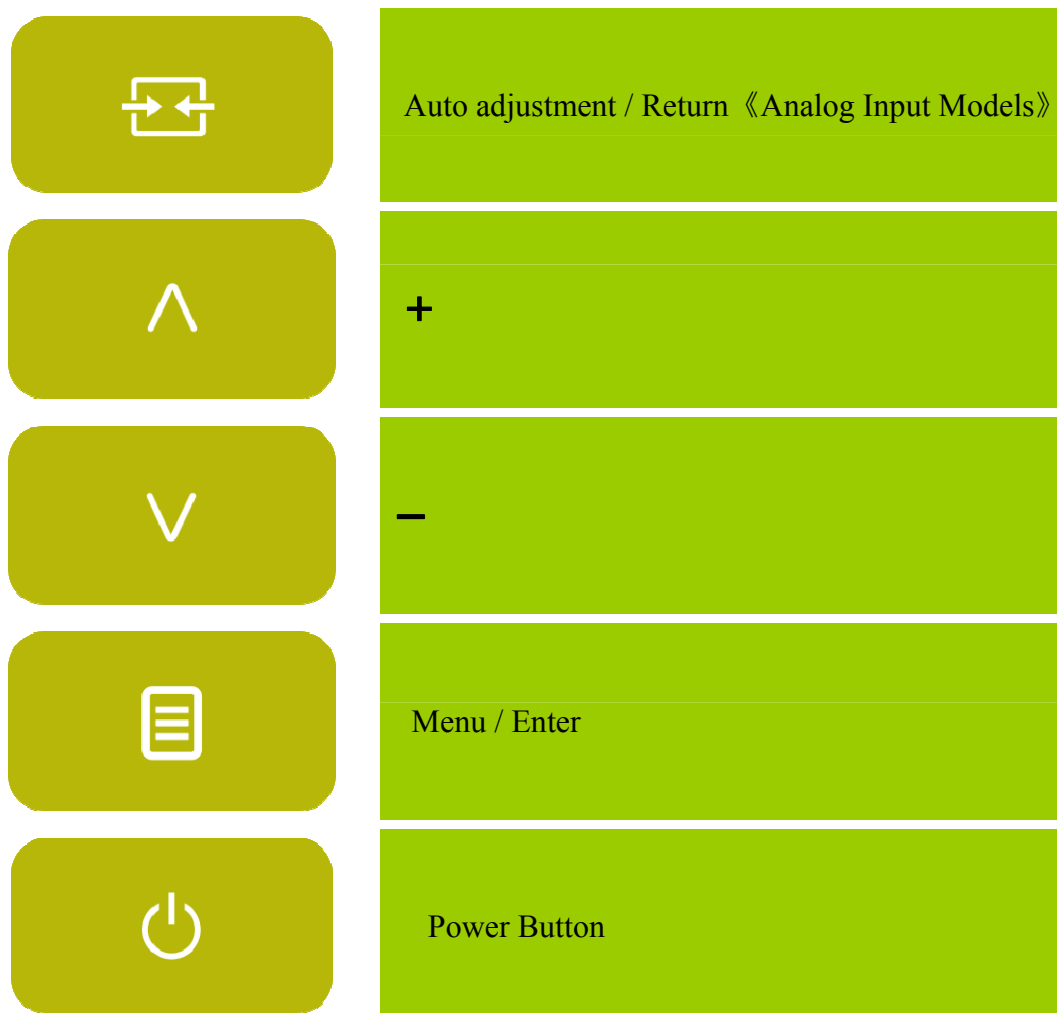 Auto adjustment / Return《Analog Input Models》
+
−
Menu / Enter
Power Button